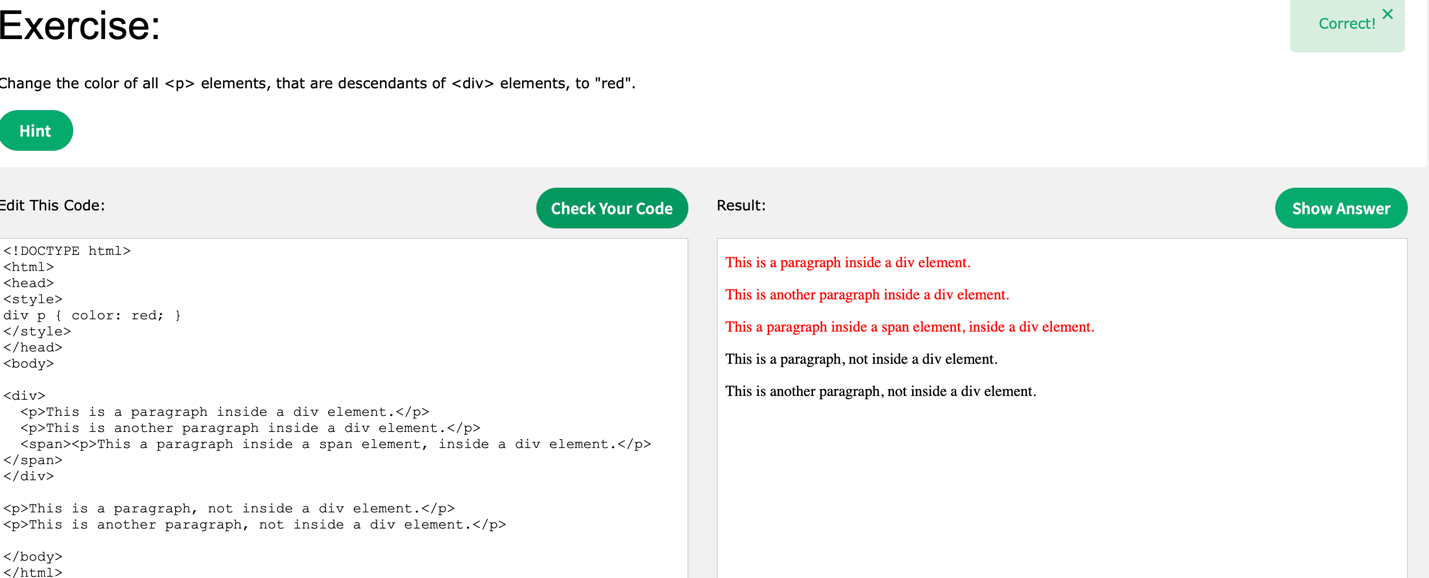 Exercise:
Correct!
×
Change the color of all <p> elements, that are descendants of <div> elements, to "red".
Hint
Edit This Code:
Check Your Code
<!DOCTYPE html>
<html>
<head>
<style>
div p { color: red; }
</style>
</head>
<body>
<div>
<p>This is a paragraph inside a div element.</p>
<p>This is another paragraph inside a div element.</p>
<span><p>This a paragraph inside a span element, inside a div element.</p>
</span>
</div>
<p>This is a paragraph, not inside a div element.</p>
<p>This is another paragraph, not inside a div element.</p>
</body>
</html>
Result:
Show Answer
This is a paragraph inside a div element.
This is another paragraph inside a div element.
This a paragraph inside a span element, inside a div element.
This is a paragraph, not inside a div element.
This is another paragraph, not inside a div element.